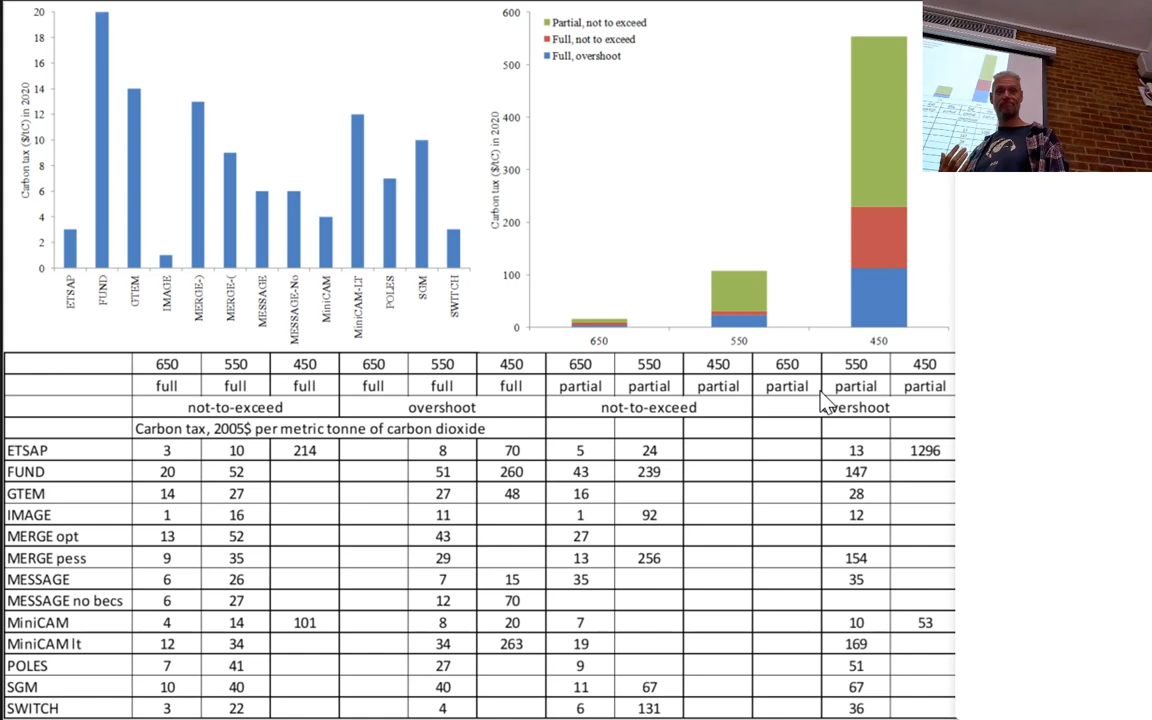 20
18
16
14
12
10
8
6
4
2
0
Carbon tax ($/tC) in 2020
ETSAP
FUND
GTEM
IMAGE
MERGE-)
MERGE-(
MESSAGE
MESSAGE-No
MiniCAM
MiniCAM-LT
POLES
SGM
SWITCH
600
500
400
300
200
100
0
Carbon tax ($/tC) in 2020
Partial, not to exceed
Full, not to exceed
Full, overshoot
650 550 450
650 550 450 650 550 450 650 550 450 650 550 450
full full full full full full partial partial partial partial partial partial
not-to-exceed overshoot not-to-exceed overshoot
Carbon tax, 2005$ per metric tonne of carbon dioxide
ETSAP 3 10 214 8 70 5 24 13 1296
FUND 20 52 51 260 43 239 147
GTEM 14 27 27 48 16 28
IMAGE 1 16 11 1 92 12
MERGE opt 13 52 43 27
MERGE pess 9 35 29 13 256 154
MESSAGE 6 26 7 15 35 35
MESSAGE no becs 6 27 12 70
MiniCAM 4 14 101 8 20 7 10 53
MiniCAM lt 12 34 34 263 19 169
POLES 7 41 27 9 51
SGM 10 40 40 11 67 67
SWITCH 3 22 4 6 131 36